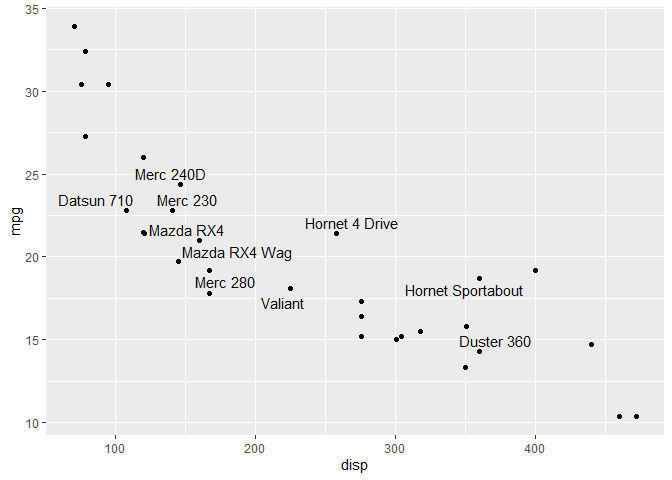 35
30
25
20
15
10
mpg
Merc 240D
Datsun 710
Merc 230
Hornet 4 Drive
Mazda RX4
Mazda RX4 Wag
Merc 280
Hornet Sportabout
Valiant
Duster 360
100
200
300
400
disp